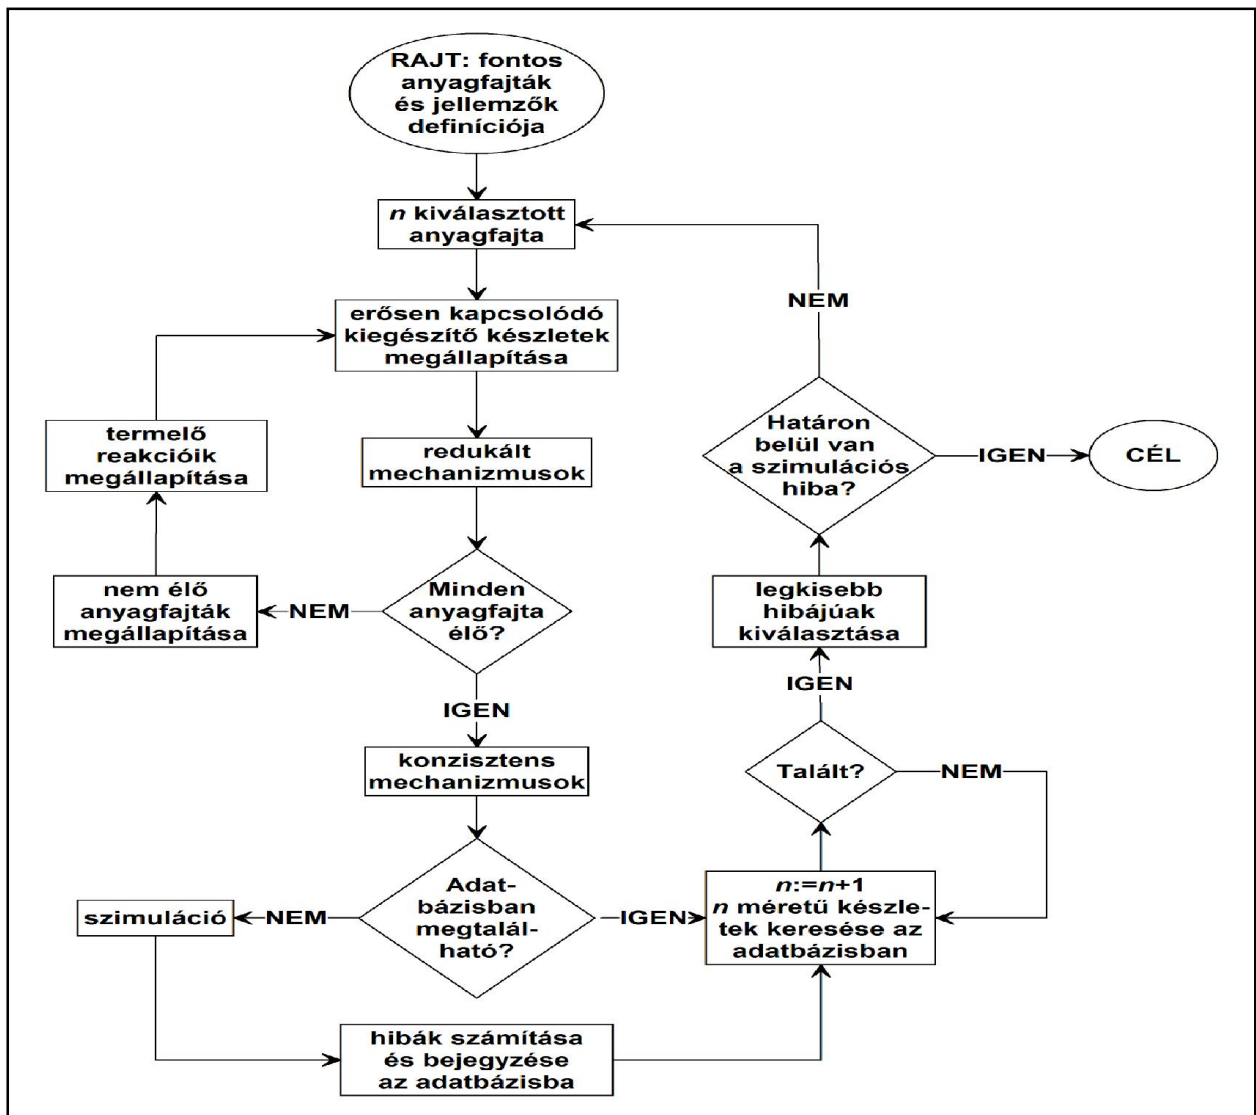 RAJT: fontos
anyagfajták
és jellemzők
definíciója
n kiválasztott
anyagfajta
NEM
erősen kapcsolódó
kiegészítő készletek
megállapítása
termelő
reakcióik
megállapítása
redukált
mechanizmusok
Határon
belül van
a szimulációs
hiba?
IGEN
CÉL
nem élő
anyagfajták
megállapítása
NEM
Minden
anyagfajta
élő?
legkisebb
hibájúak
kiválasztása
IGEN
IGEN
konzisztens
mechanizmusok
Talált?
NEM
szimuláció
NEM
Adat-
bázisban
megtalál-
ható?
IGEN
n:=n+1
n méretű készle-
tek keresése az
adatbázisban
hibák számítása
és bejegyzése
az adatbázisba